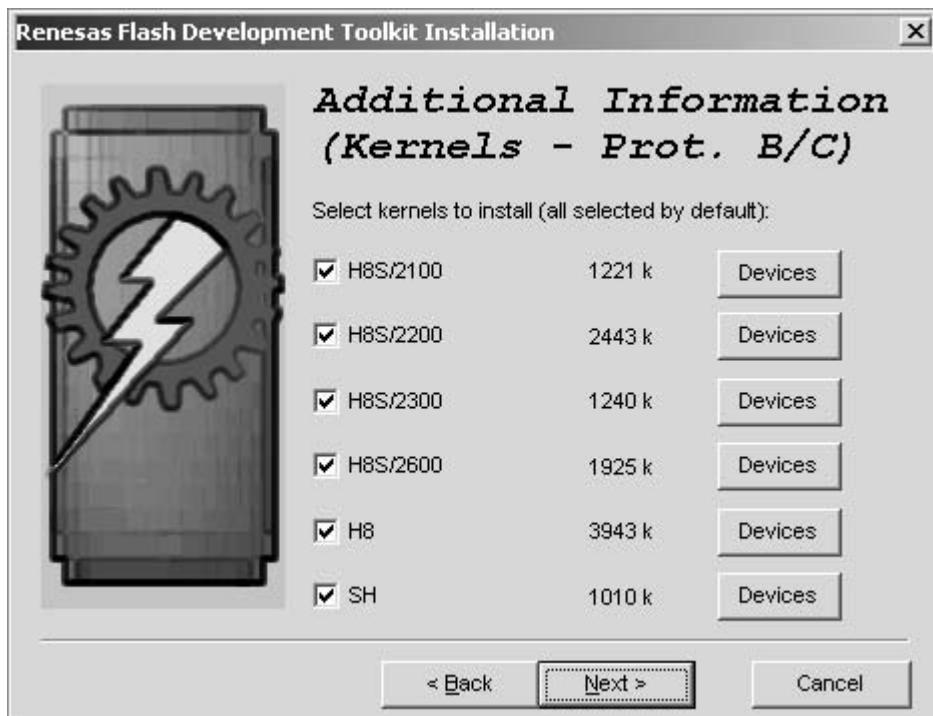 Renesas Flash Development Toolkit Installation
Additional Information
(Kernels - Prot. B/C)
Select kernels to install (all selected by default):
H8S/2100 1221 k Devices
H8S/2200 2443 k Devices
H8S/2300 1240 k Devices
H8S/2600 1925 k Devices
H8 3943 k Devices
SH 1010 k Devices
< Back Next > Cancel